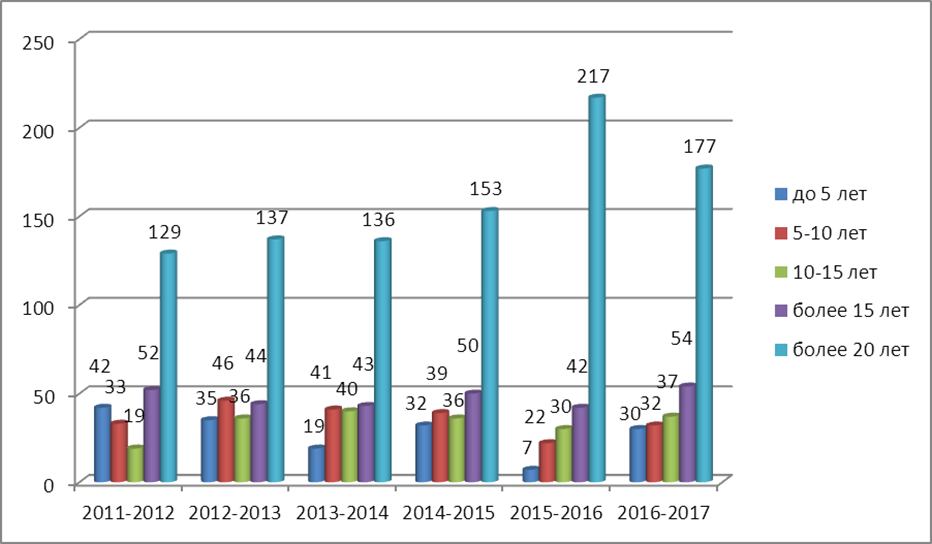 250
200
150
100
50
0
42 33 19 52 129
35 46 36 44 137
19 41 40 43 136
32 39 36 50 153
7 22 30 42 217
30 32 37 54 177
2011-2012 2012-2013 2013-2014 2014-2015 2015-2016 2016-2017
до 5 лет
5-10 лет
10-15 лет
более 15 лет
более 20 лет